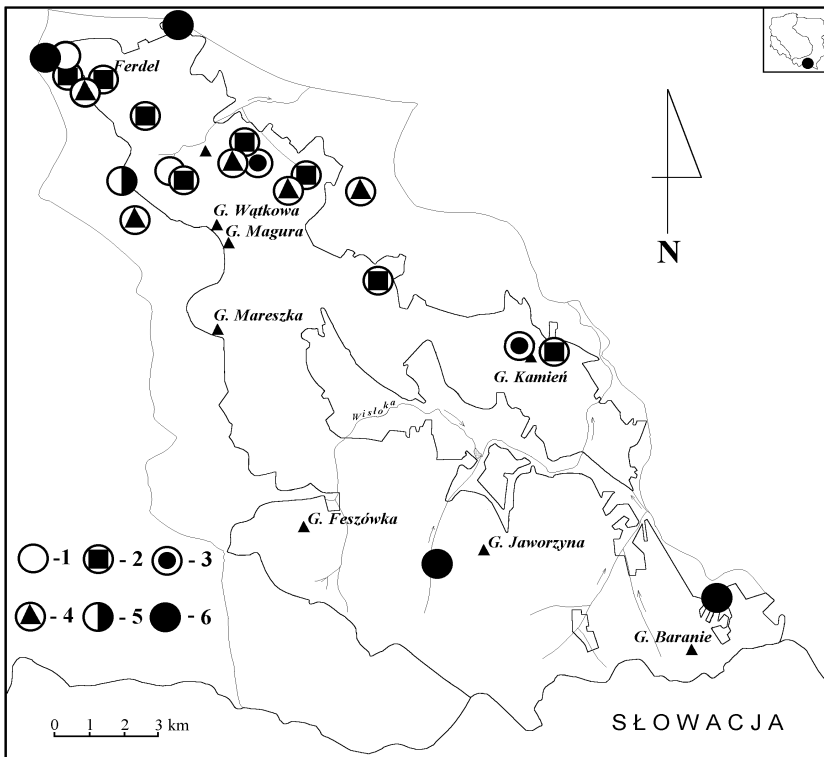 Ferdel
G. Wątkowa
G. Magura
G. Mareszka
G. Kamień
Wisłoka
G. Feszówka
G. Jaworzyna
G. Baranie
N
-1 -2 -3
-4 -5 -6
0 1 2 3 km
SŁOWACJA